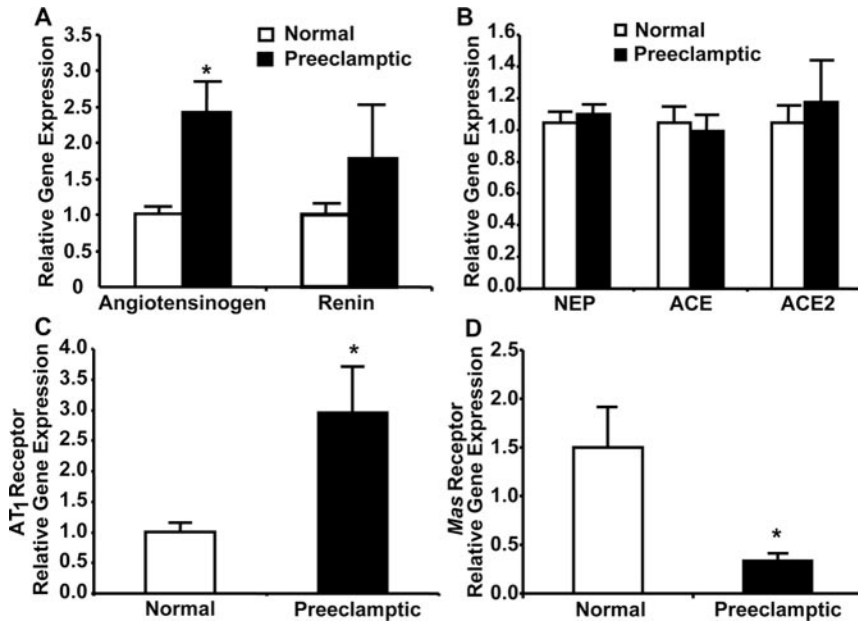 A
Normal
Preeclamptic
Relative Gene Expression
3.5
3.0
2.5
2.0
1.5
1.0
0.5
0
*
Angiotensinogen
Renin
B
Normal
Preeclamptic
Relative Gene Expression
1.6
1.4
1.2
1.0
0.8
0.6
0.4
0.2
0.0
NEP
ACE
ACE2
C
AT1 Receptor
Relative Gene Expression
4.0
3.5
3.0
2.5
2.0
1.5
1.0
0.5
0.0
*
Normal
Preeclamptic
D
Mas Receptor
Relative Gene Expression
2.5
2.0
1.5
1.0
0.5
0.0
*
Normal
Preeclamptic